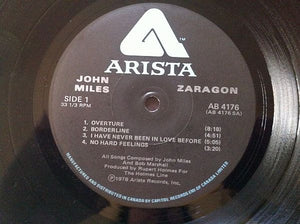 ARISTA™
JOHN MILES
ZARAGON
SIDE 1
33 1/3 RPM
AB 4176
(AB 4176 SA)
1. OVERTURE
2. BORDERLINE (8:18)
3. I HAVE NEVER BEEN IN LOVE BEFORE (4:51)
4. NO HARD FEELINGS (5:05)
(3:20)
All Songs Composed by John Miles
and Bob Marshall
Produced by Rupert Holmes for
The Holmes Line
℗ 1978 Arista Records, Inc.
MANUFACTURED AND DISTRIBUTED IN CANADA BY CAPITOL RECORDS-EMI OF CANADA LIMITED